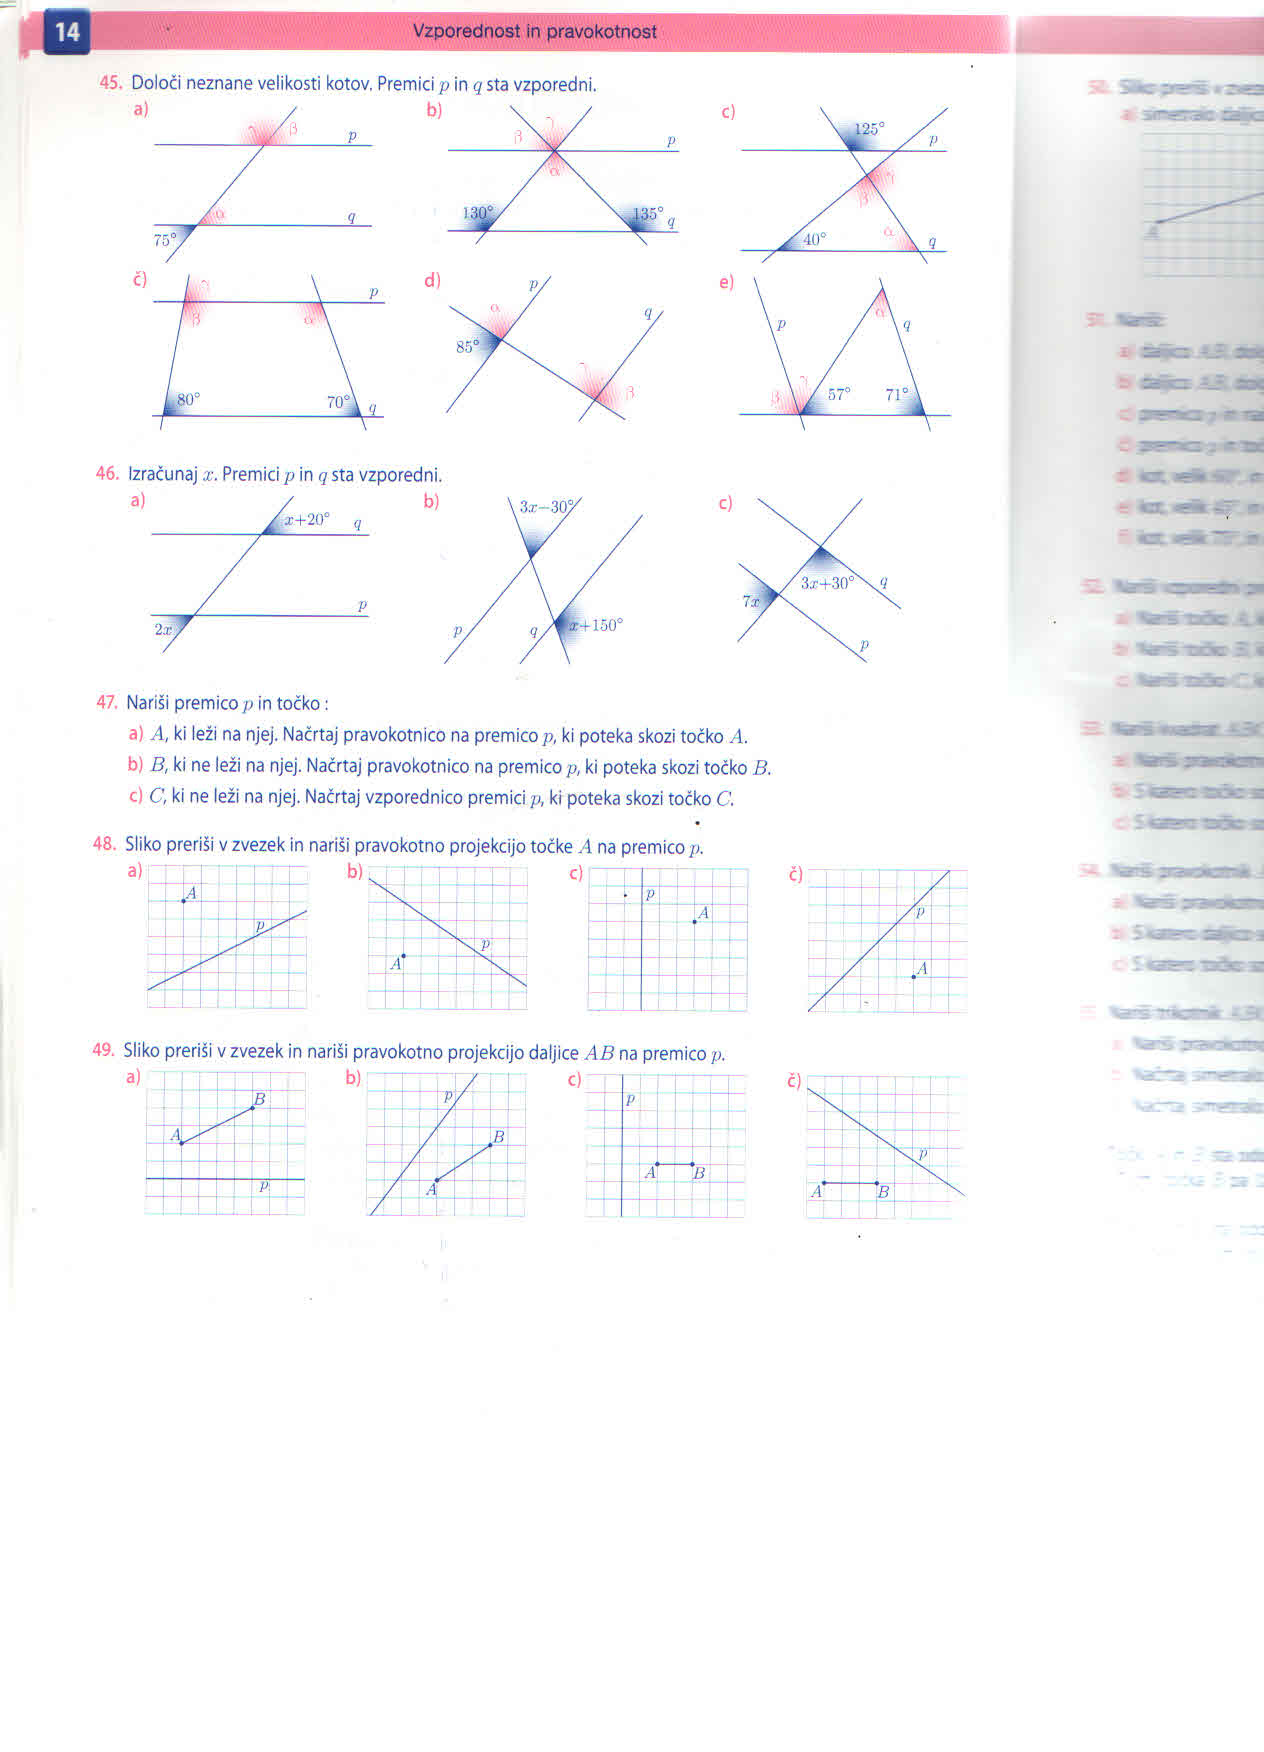 14
Vzporednost in pravokotnost
45. Določi neznane velikosti kotov. Premici p in q sta vzporedni.
a) b) c)
γ β p
α q
75°
β γ p
α
130° 135° q
125° p
γ
β
40° α q
č) d) e)
γ p
β α
80° 70° q
p q
α
85°
γ β
p q
α
β γ 57° 71°
46. Izračunaj x. Premici p in q sta vzporedni.
a) b) c)
x+20° q
p
2x
3x−30°
p q x+150°
3x+30° q
7x
p
47. Nariši premico p in točko :
a) A, ki leži na njej. Načrtaj pravokotnico na premico p, ki poteka skozi točko A.
b) B, ki ne leži na njej. Načrtaj pravokotnico na premico p, ki poteka skozi točko B.
c) C, ki ne leži na njej. Načrtaj vzporednico premici p, ki poteka skozi točko C.
48. Sliko preriši v zvezek in nariši pravokotno projekcijo točke A na premico p.
a) b) c) č)
A p
p A
p A
p A
49. Sliko preriši v zvezek in nariši pravokotno projekcijo daljice AB na premico p.
a) b) c) č)
A B p
p B A
p A B
p A B